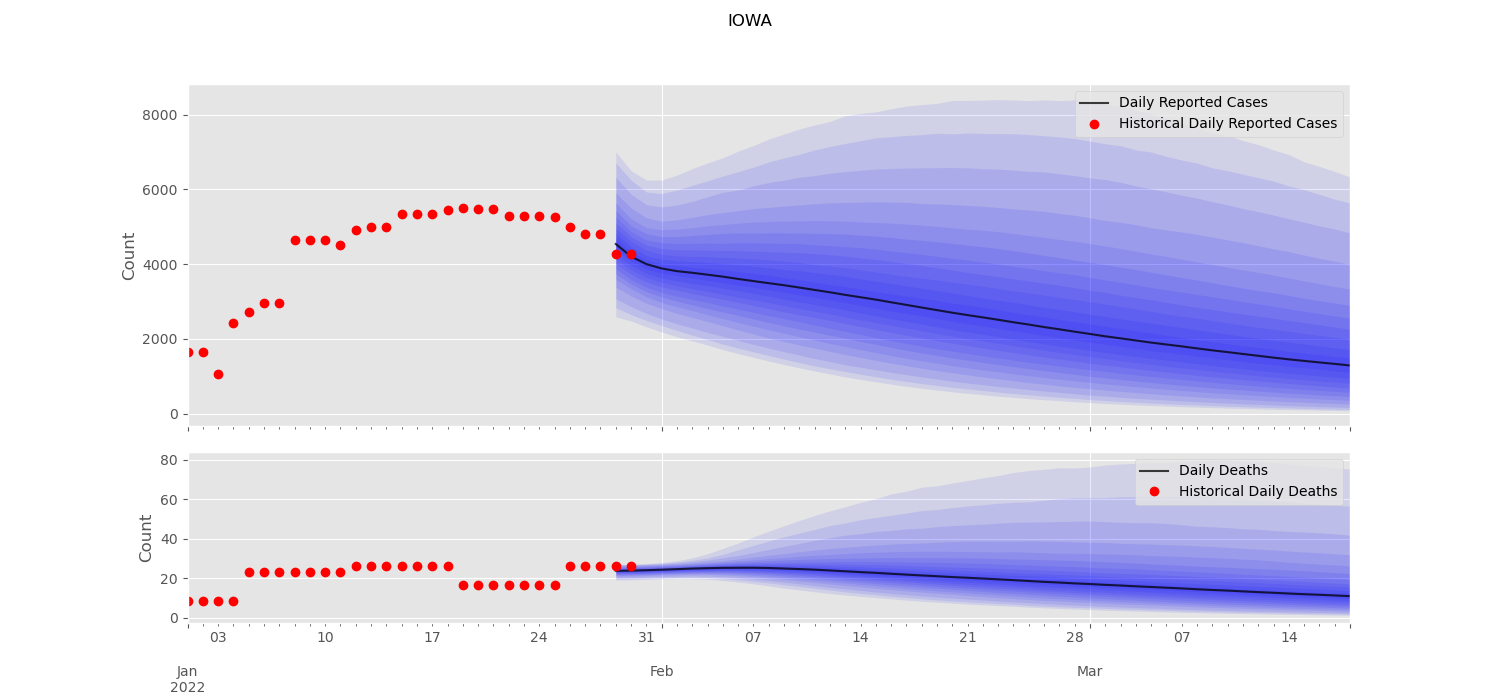 IOWA
Daily Reported Cases
Historical Daily Reported Cases
8000
6000
4000
2000
0
Count
Daily Deaths
Historical Daily Deaths
80
60
40
20
0
Count
03 10 17 24 31 07 14 21 28 07 14
Jan Feb Mar
2022